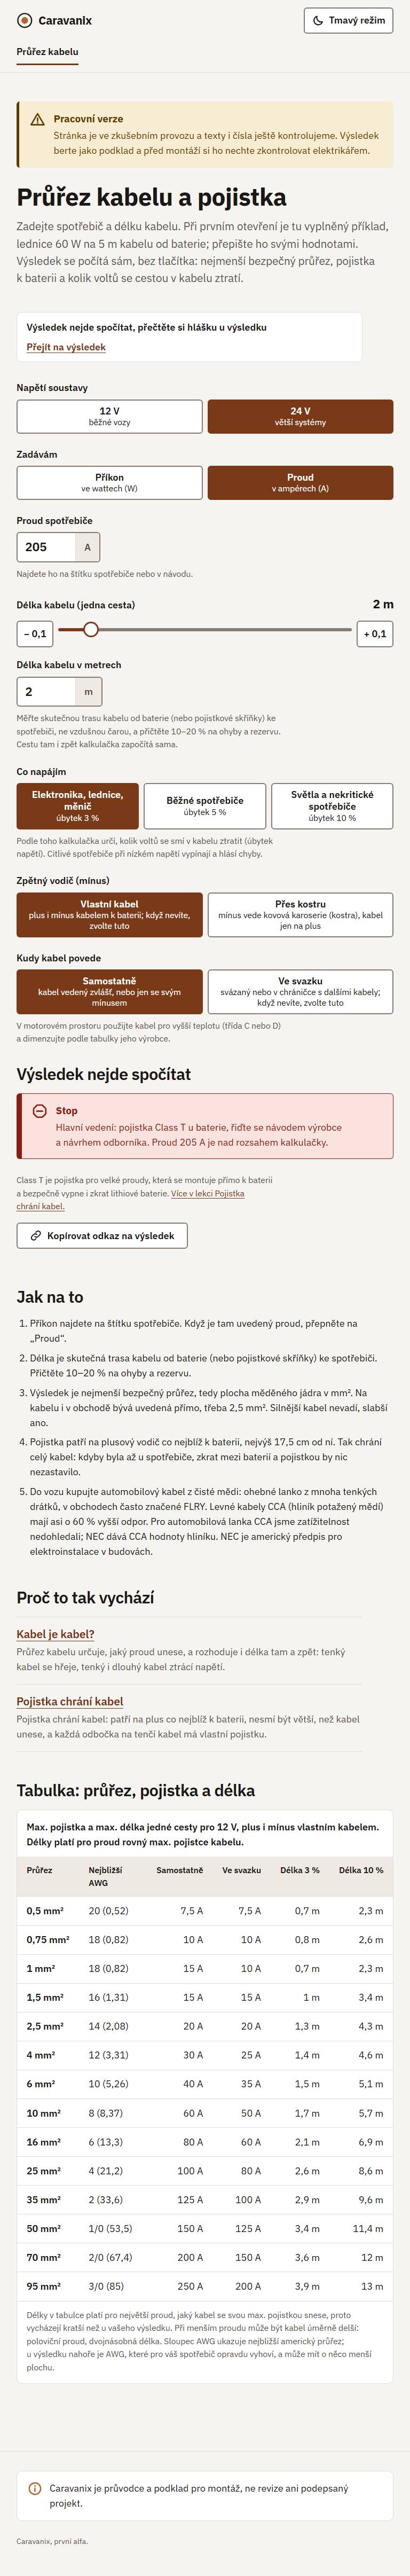 Caravanix
Tmavý režim
Průřez kabelu
Pracovní verze
Stránka je ve zkušebním provozu a texty i čísla ještě kontrolujeme. Výsledek
berte jako podklad a před montáží si ho nechte zkontrolovat elektrikářem.
Průřez kabelu a pojistka
Zadejte spotřebič a délku kabelu. Při prvním otevření je tu vyplněný příklad,
lednice 60 W na 5 m kabelu od baterie; přepište ho svými hodnotami.
Výsledek se počítá sám, bez tlačítka: nejmenší bezpečný průřez, pojistka
k baterii a kolik voltů se cestou v kabelu ztratí.
Výsledek nejde spočítat, přečtěte si hlášku u výsledku
Přejít na výsledek
Napětí soustavy
12 V
běžné vozy
24 V
větší systémy
Zadávám
Příkon
ve wattech (W)
Proud
v ampérech (A)
Proud spotřebiče
205 A
Najdete ho na štítku spotřebiče nebo v návodu.
Délka kabelu (jedna cesta) 2 m
− 0,1
+ 0,1
Délka kabelu v metrech
2 m
Měřte skutečnou trasu kabelu od baterie (nebo pojistkové skříňky) ke
spotřebiči, ne vzdušnou čarou, a přičtěte 10–20 % na ohyby a rezervu.
Cestu tam i zpět kalkulačka započítá sama.
Co napájím
Elektronika, lednice,
měnič
úbytek 3 %
Běžné spotřebiče
úbytek 5 %
Světla a nekritické
spotřebiče
úbytek 10 %
Podle toho kalkulačka určí, kolik voltů se smí v kabelu ztratit (úbytek
napětí). Citlivé spotřebiče při nízkém napětí vypínají a hlásí chyby.
Zpětný vodič (mínus)
Vlastní kabel
plus i mínus kabelem k baterii; když nevíte,
zvolte tuto
Přes kostru
mínus vede kovová karoserie (kostra), kabel
jen na plus
Kudy kabel povede
Samostatně
kabel vedený zvlášť, nebo jen se svým
mínusem
Ve svazku
svázaný nebo v chráničce s dalšími kabely;
když nevíte, zvolte tuto
V motorovém prostoru použijte kabel pro vyšší teplotu (třída C nebo D)
a dimenzujte podle tabulky jeho výrobce.
Výsledek nejde spočítat
Stop
Hlavní vedení: pojistka Class T u baterie, řiďte se návodem výrobce
a návrhem odborníka. Proud 205 A je nad rozsahem kalkulačky.
Class T je pojistka pro velké proudy, která se montuje přímo k baterii
a bezpečně vypne i zkrat lithiové baterie. Více v lekci Pojistka
chrání kabel.
Kopírovat odkaz na výsledek
Jak na to
1. Příkon najdete na štítku spotřebiče. Když je tam uvedený proud, přepněte na
„Proud“.
2. Délka je skutečná trasa kabelu od baterie (nebo pojistkové skříňky) ke spotřebiči.
Přičtěte 10–20 % na ohyby a rezervu.
3. Výsledek je nejmenší bezpečný průřez, tedy plocha měděného jádra v mm². Na
kabelu i v obchodě bývá uvedená přímo, třeba 2,5 mm². Silnější kabel nevadí, slabší
ano.
4. Pojistka patří na plusový vodič co nejblíž k baterii, nejvýš 17,5 cm od ní. Tak chrání
celý kabel: kdyby byla až u spotřebiče, zkrat mezi baterií a pojistkou by nic
nezastavilo.
5. Do vozu kupujte automobilový kabel z čisté mědi: ohebné lanko z mnoha tenkých
drátků, v obchodech často značené FLRY. Levné kabely CCA (hliník potažený mědí)
mají asi o 60 % vyšší odpor. Pro automobilová lanka CCA jsme zatížitelnost
nedohledali; NEC dává CCA hodnoty hliníku. NEC je americký předpis pro
elektroinstalace v budovách.
Proč to tak vychází
Kabel je kabel?
Průřez kabelu určuje, jaký proud unese, a rozhoduje i délka tam a zpět: tenký
kabel se hřeje, tenký i dlouhý kabel ztrácí napětí.
Pojistka chrání kabel
Pojistka chrání kabel: patří na plus co nejblíž k baterii, nesmí být větší, než kabel
unese, a každá odbočka na tenčí kabel má vlastní pojistku.
Tabulka: průřez, pojistka a délka
Max. pojistka a max. délka jedné cesty pro 12 V, plus i mínus vlastním kabelem.
Délky platí pro proud rovný max. pojistce kabelu.
Průřez Nejbližší AWG Samostatně Ve svazku Délka 3 % Délka 10 %
0,5 mm² 20 (0,52) 7,5 A 7,5 A 0,7 m 2,3 m
0,75 mm² 18 (0,82) 10 A 10 A 0,8 m 2,6 m
1 mm² 18 (0,82) 15 A 10 A 0,7 m 2,3 m
1,5 mm² 16 (1,31) 15 A 15 A 1 m 3,4 m
2,5 mm² 14 (2,08) 20 A 20 A 1,3 m 4,3 m
4 mm² 12 (3,31) 30 A 25 A 1,4 m 4,6 m
6 mm² 10 (5,26) 40 A 35 A 1,5 m 5,1 m
10 mm² 8 (8,37) 60 A 50 A 1,7 m 5,7 m
16 mm² 6 (13,3) 80 A 60 A 2,1 m 6,9 m
25 mm² 4 (21,2) 100 A 80 A 2,6 m 8,6 m
35 mm² 2 (33,6) 125 A 100 A 2,9 m 9,6 m
50 mm² 1/0 (53,5) 150 A 125 A 3,4 m 11,4 m
70 mm² 2/0 (67,4) 200 A 150 A 3,6 m 12 m
95 mm² 3/0 (85) 250 A 200 A 3,9 m 13 m
Délky v tabulce platí pro největší proud, jaký kabel se svou max. pojistkou snese, proto
vycházejí kratší než u vašeho výsledku. Při menším proudu může být kabel úměrně delší:
poloviční proud, dvojnásobná délka. Sloupec AWG ukazuje nejbližší americký průřez;
u výsledku nahoře je AWG, které pro váš spotřebič opravdu vyhoví, a může mít o něco menší
plochu.
Caravanix je průvodce a podklad pro montáž, ne revize ani podepsaný
projekt.
Caravanix, první alfa.